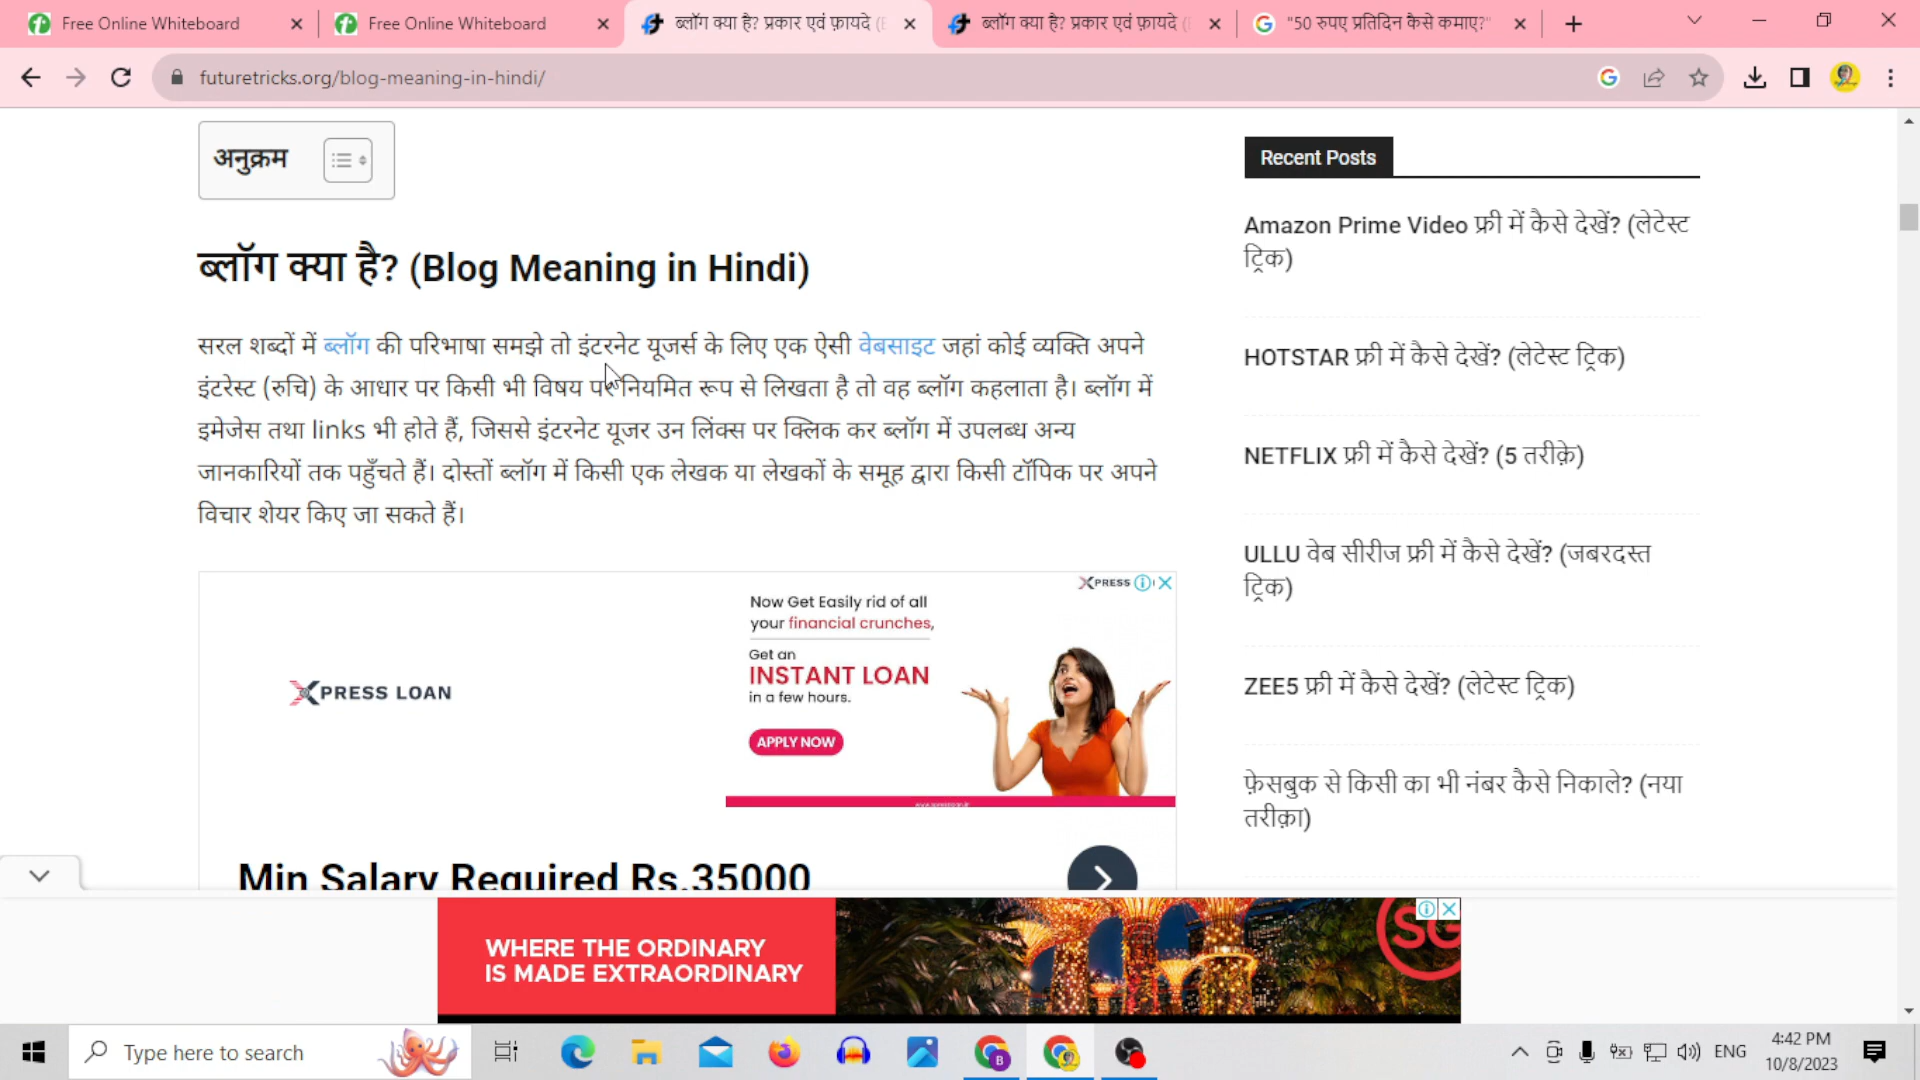 Free Online Whiteboard
Free Online Whiteboard
ब्लॉग क्या है? प्रकार एवं फ़ायदे (
ब्लॉग क्या है? प्रकार एवं फ़ायदे (
"50 रुपए प्रतिदिन कैसे कमाए?"
futuretricks.org/blog-meaning-in-hindi/
अनुक्रम
ब्लॉग क्या है? (Blog Meaning in Hindi)
सरल शब्दों में ब्लॉग की परिभाषा समझे तो इंटरनेट यूजर्स के लिए एक ऐसी वेबसाइट जहां कोई व्यक्ति अपने
इंटरेस्ट (रुचि) के आधार पर किसी भी विषय पर नियमित रूप से लिखता है तो वह ब्लॉग कहलाता है। ब्लॉग में
इमेजेस तथा links भी होते हैं, जिससे इंटरनेट यूजर उन लिंक्स पर क्लिक कर ब्लॉग में उपलब्ध अन्य
जानकारियों तक पहुँचते हैं। दोस्तों ब्लॉग में किसी एक लेखक या लेखकों के समूह द्वारा किसी टॉपिक पर अपने
विचार शेयर किए जा सकते हैं।
XPRESS
Now Get Easily rid of all
your financial crunches,
Get an
INSTANT LOAN
in a few hours.
APPLY NOW
XPRESS LOAN
Min Salary Required Rs.35000
Recent Posts
Amazon Prime Video फ्री में कैसे देखें? (लेटेस्ट
ट्रिक)
HOTSTAR फ्री में कैसे देखें? (लेटेस्ट ट्रिक)
NETFLIX फ्री में कैसे देखें? (5 तरीक़े)
ULLU वेब सीरीज फ्री में कैसे देखें? (जबरदस्त
ट्रिक)
ZEE5 फ्री में कैसे देखें? (लेटेस्ट ट्रिक)
फ़ेसबुक से किसी का भी नंबर कैसे निकाले? (नया
तरीक़ा)
WHERE THE ORDINARY
IS MADE EXTRAORDINARY
SG
Type here to search
B
ENG
4:42 PM
10/8/2023